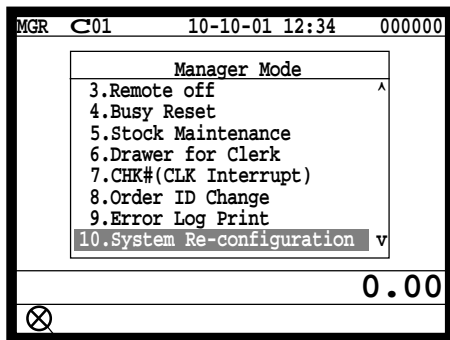 MGR C01 10-10-01 12:34 000000
Manager Mode
3.Remote off ^
4.Busy Reset
5.Stock Maintenance
6.Drawer for Clerk
7.CHK#(CLK Interrupt)
8.Order ID Change
9.Error Log Print
10.System Re-configuration v
0.00